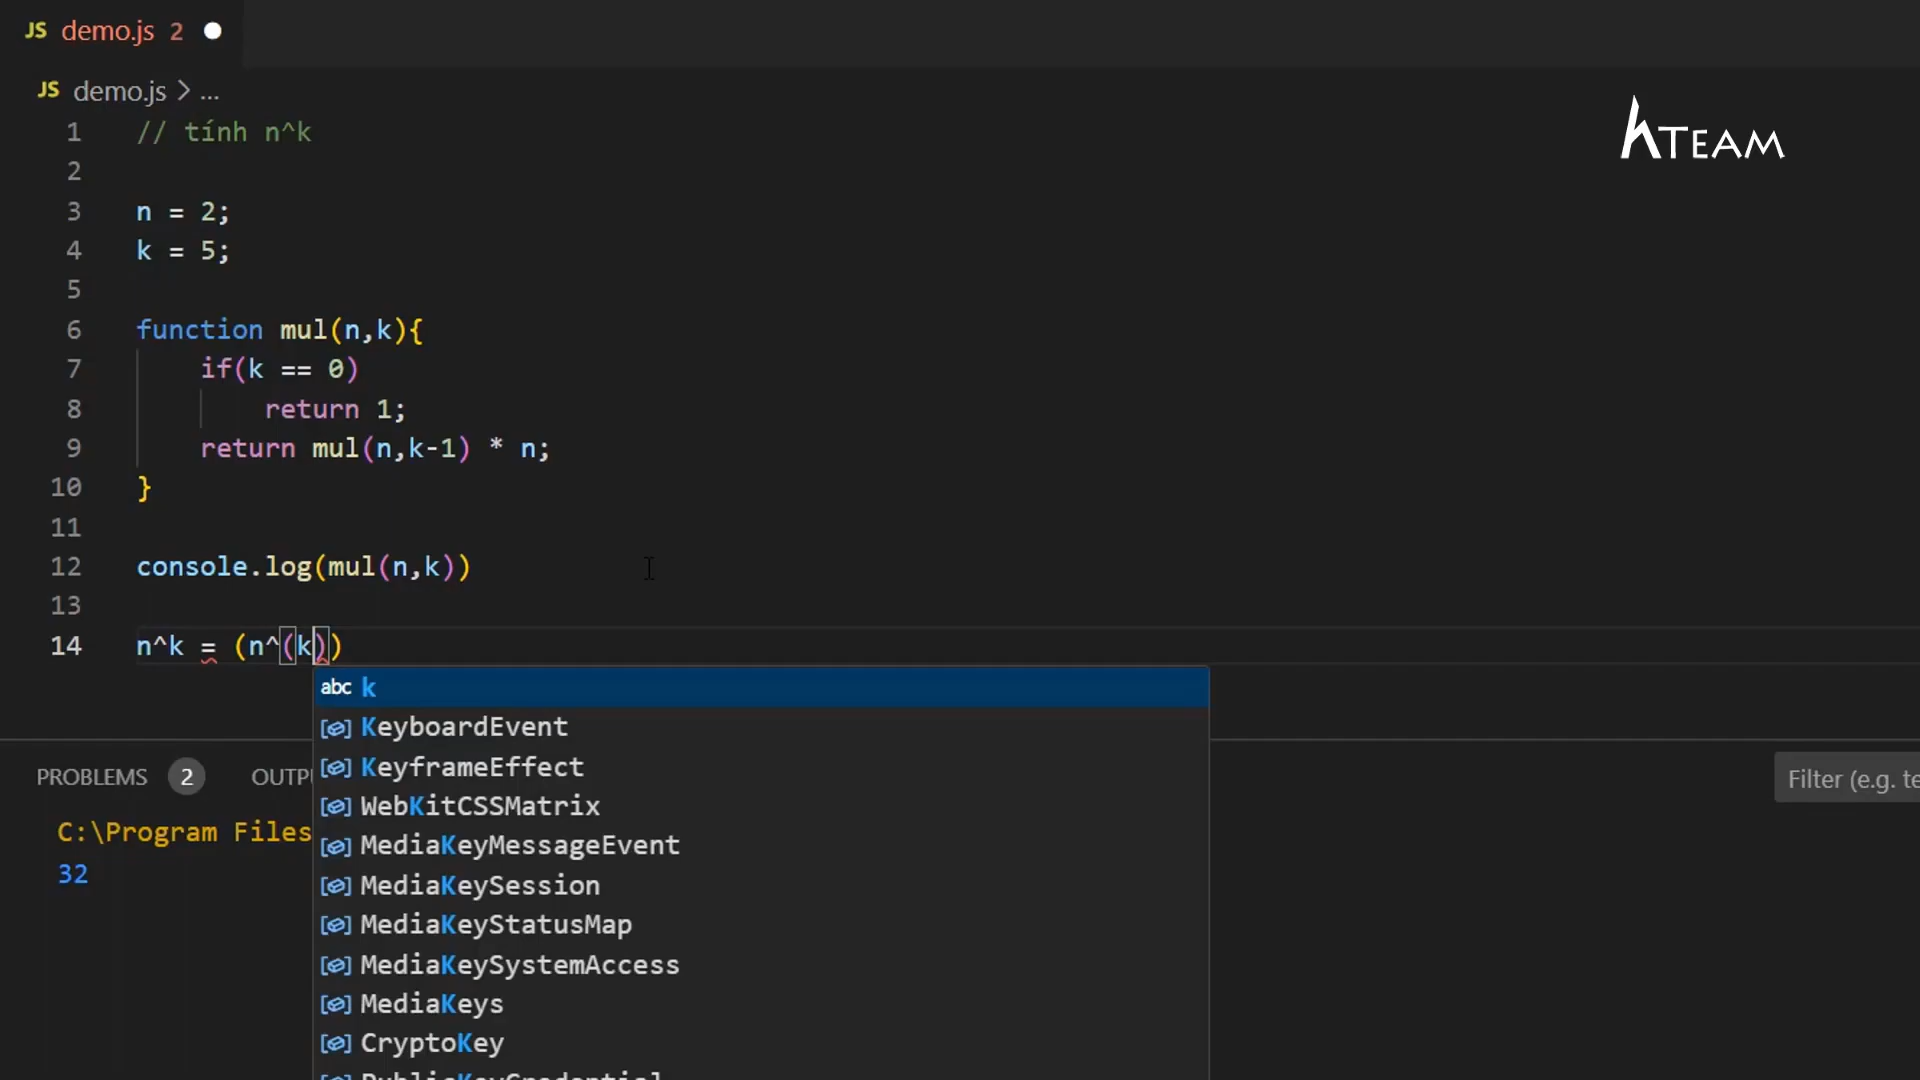 JS demo.js 2
JS demo.js > ...
KTEAM
1 // tính n^k
2
3 n = 2;
4 k = 5;
5
6 function mul(n,k){
7 if(k == 0)
8 return 1;
9 return mul(n,k-1) * n;
10 }
11
12 console.log(mul(n,k))
13
14 n^k = (n^(k))
abc k
KeyboardEvent
KeyframeEffect
WebKitCSSMatrix
MediaKeyMessageEvent
MediaKeySession
MediaKeyStatusMap
MediaKeySystemAccess
MediaKeys
CryptoKey
PublicKeyCredential
PROBLEMS 2 OUTPU
Filter (e.g. te
C:\Program Files
32